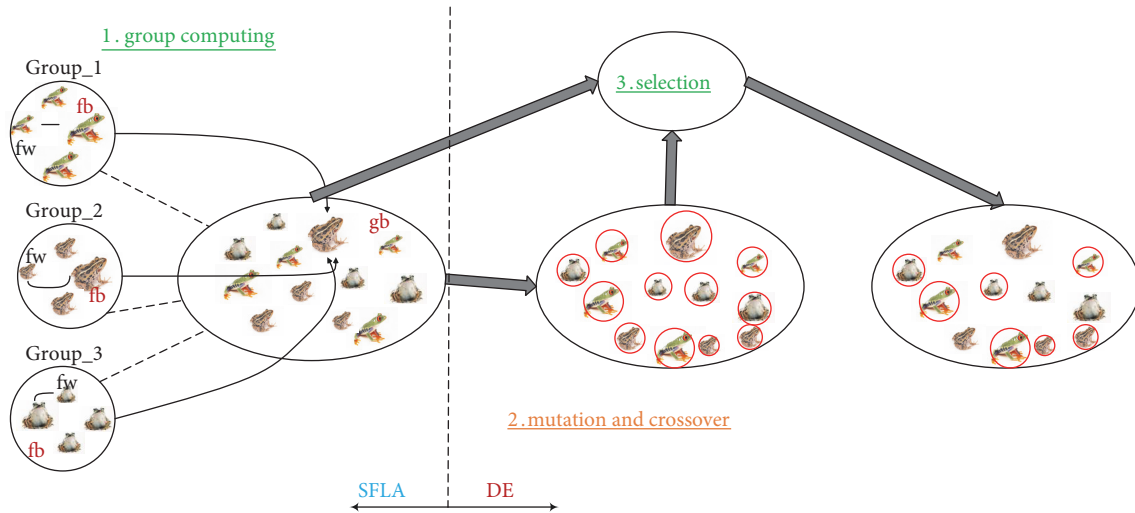 1. group computing
Group_1
fb
fw
3.selection
Group_2
fw
fb
gb
Group_3
fw
fb
2.mutation and crossover
SFLA
DE